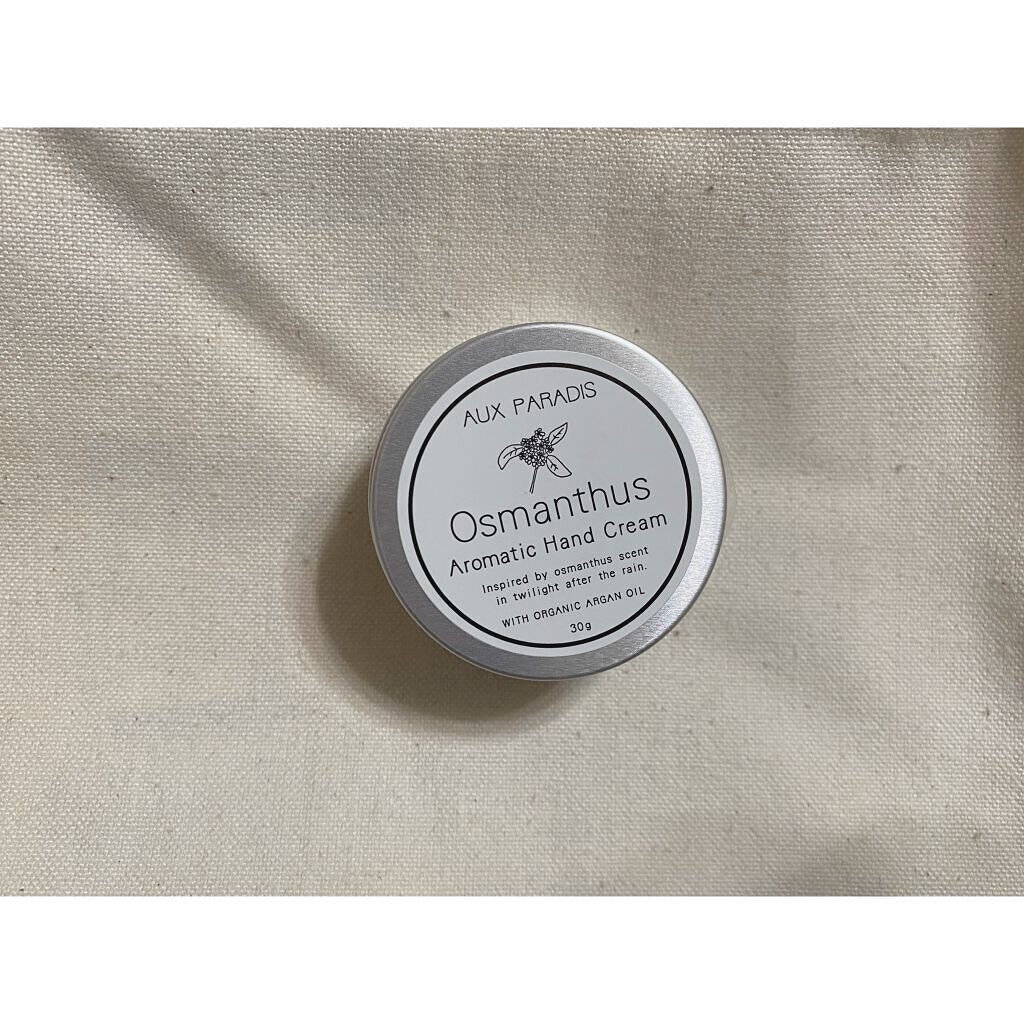 AUX PARADIS
Osmanthus
Aromatic Hand Cream
Inspired by osmanthus scent
in twilight after the rain.
WITH ORGANIC ARGAN OIL
30g